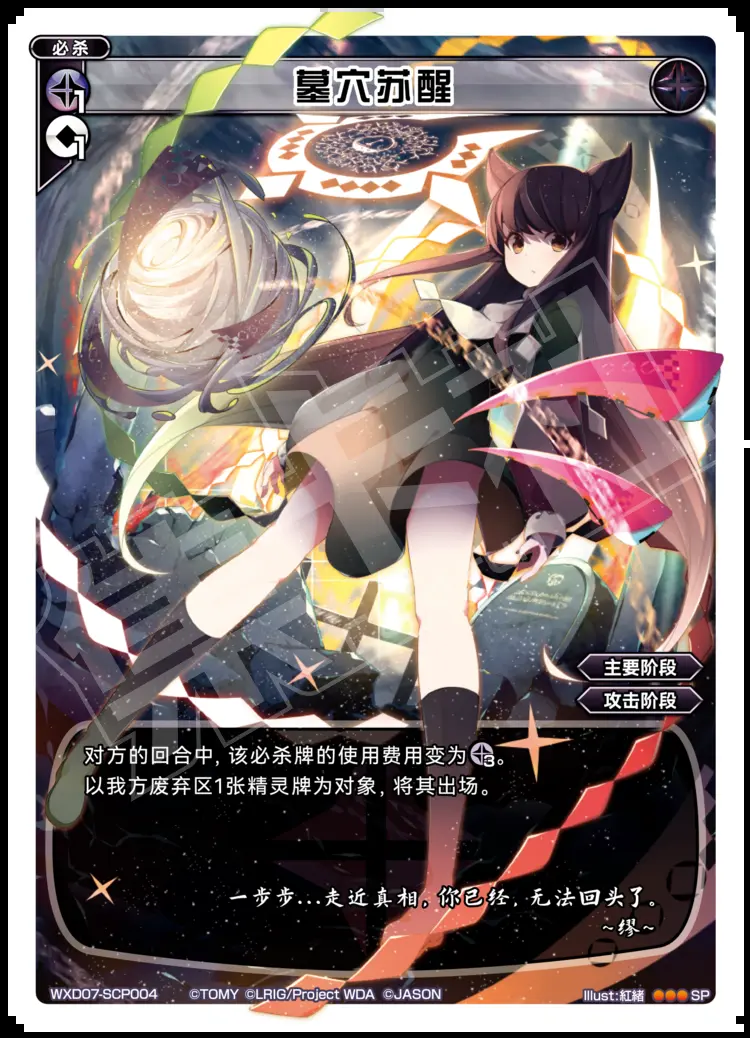 必杀
墓穴苏醒
1
1
主要阶段
攻击阶段
对方的回合中，该必杀牌的使用费用变为3。
以我方废弃区1张精灵牌为对象，将其出场。
一步步...走近真相，你已经，无法回头了。
~缪~
WXD07-SCP004 ©TOMY ©LRIG/Project WDA ©JASON Illust:紅緒 SP